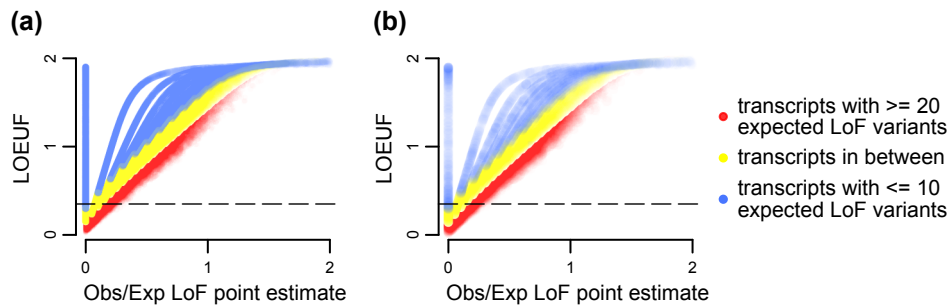 (a)
LOEUF
2
1
0
0
1
2
Obs/Exp LoF point estimate
(b)
LOEUF
2
1
0
0
1
2
Obs/Exp LoF point estimate
transcripts with >= 20
expected LoF variants
transcripts in between
transcripts with <= 10
expected LoF variants